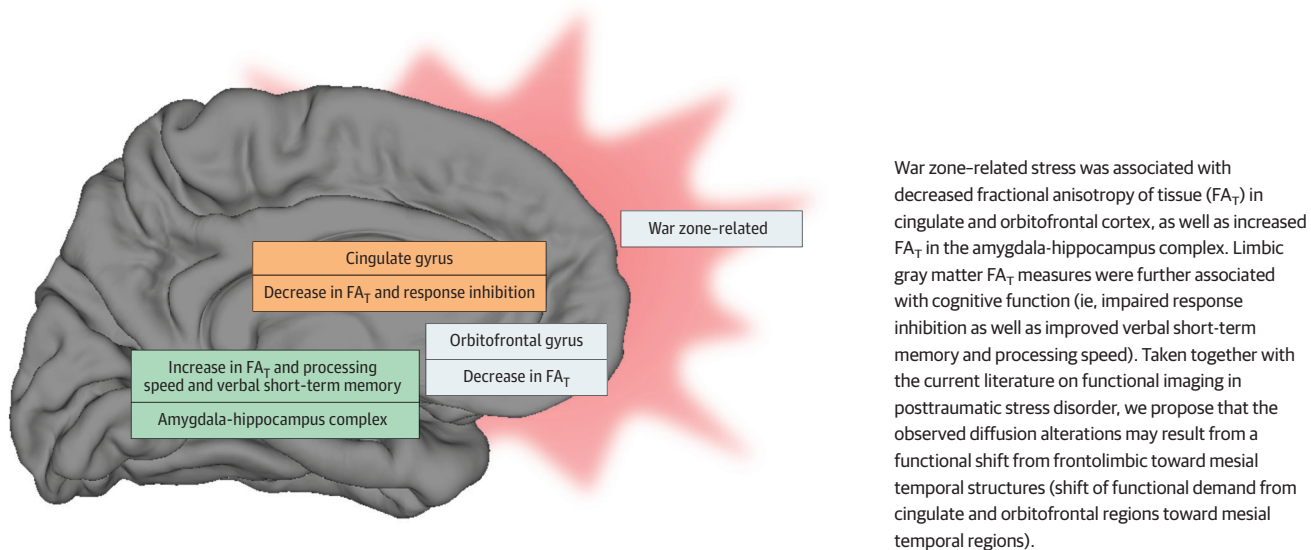 War zone–related
Cingulate gyrus
Decrease in FA_T and response inhibition
Orbitofrontal gyrus
Decrease in FA_T
Increase in FA_T and processing
speed and verbal short-term memory
Amygdala-hippocampus complex
War zone–related stress was associated with
decreased fractional anisotropy of tissue (FA_T) in
cingulate and orbitofrontal cortex, as well as increased
FA_T in the amygdala-hippocampus complex. Limbic
gray matter FA_T measures were further associated
with cognitive function (ie, impaired response
inhibition as well as improved verbal short-term
memory and processing speed). Taken together with
the current literature on functional imaging in
posttraumatic stress disorder, we propose that the
observed diffusion alterations may result from a
functional shift from frontolimbic toward mesial
temporal structures (shift of functional demand from
cingulate and orbitofrontal regions toward mesial
temporal regions).